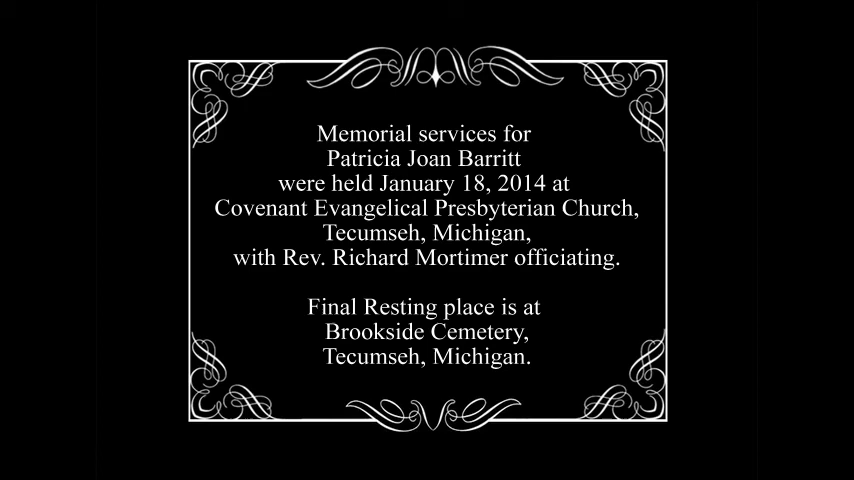 Memorial services for
Patricia Joan Barritt
were held January 18, 2014 at
Covenant Evangelical Presbyterian Church,
Tecumseh, Michigan,
with Rev. Richard Mortimer officiating.
Final Resting place is at
Brookside Cemetery,
Tecumseh, Michigan.